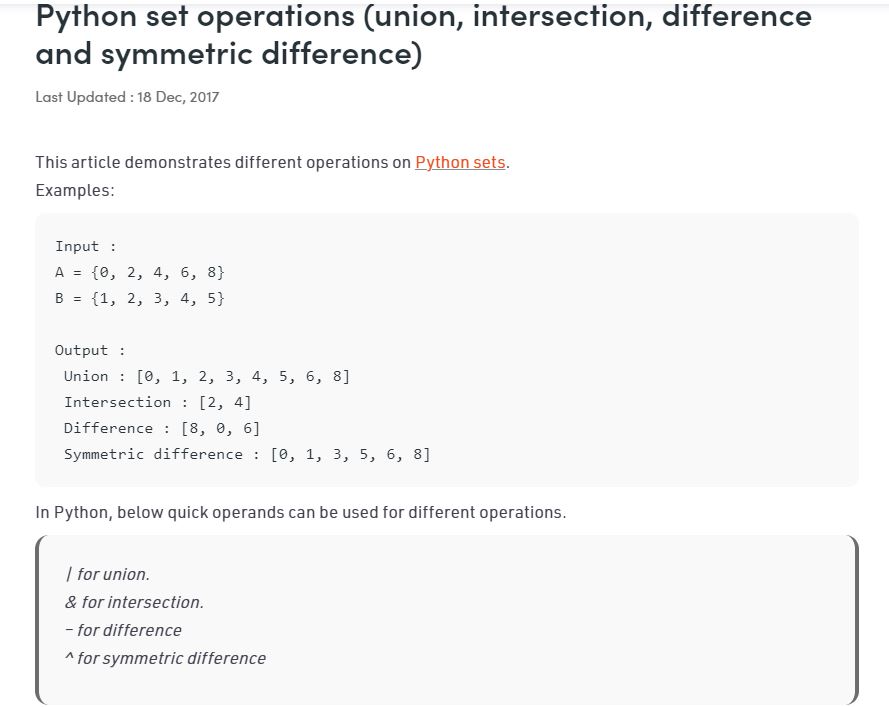 Python set operations (union, intersection, difference
and symmetric difference)
Last Updated : 18 Dec, 2017
This article demonstrates different operations on Python sets.
Examples:
Input :
A = {0, 2, 4, 6, 8}
B = {1, 2, 3, 4, 5}
Output :
Union : [0, 1, 2, 3, 4, 5, 6, 8]
Intersection : [2, 4]
Difference : [8, 0, 6]
Symmetric difference : [0, 1, 3, 5, 6, 8]
In Python, below quick operands can be used for different operations.
| for union.
& for intersection.
– for difference
^ for symmetric difference